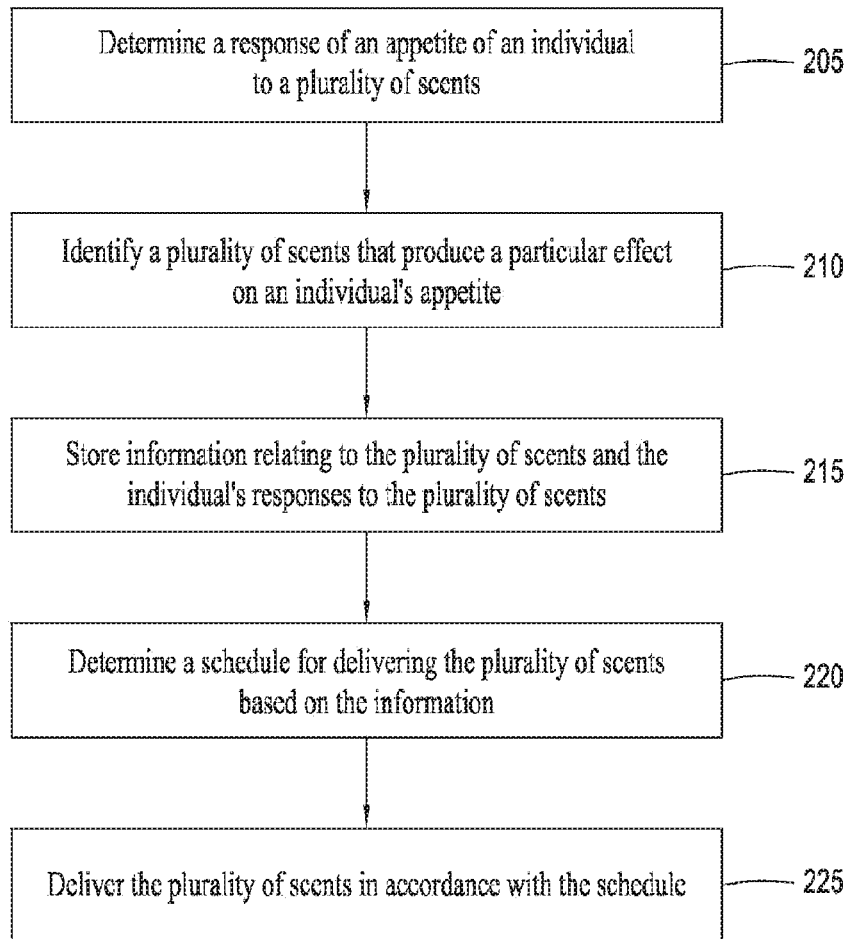 Determine a response of an appetite of an individual
to a plurality of scents
205
Identify a plurality of scents that produce a particular effect
on an individual's appetite
210
Store information relating to the plurality of scents and the
individual's responses to the plurality of scents
215
Determine a schedule for delivering the plurality of scents
based on the information
220
Deliver the plurality of scents in accordance with the schedule
225